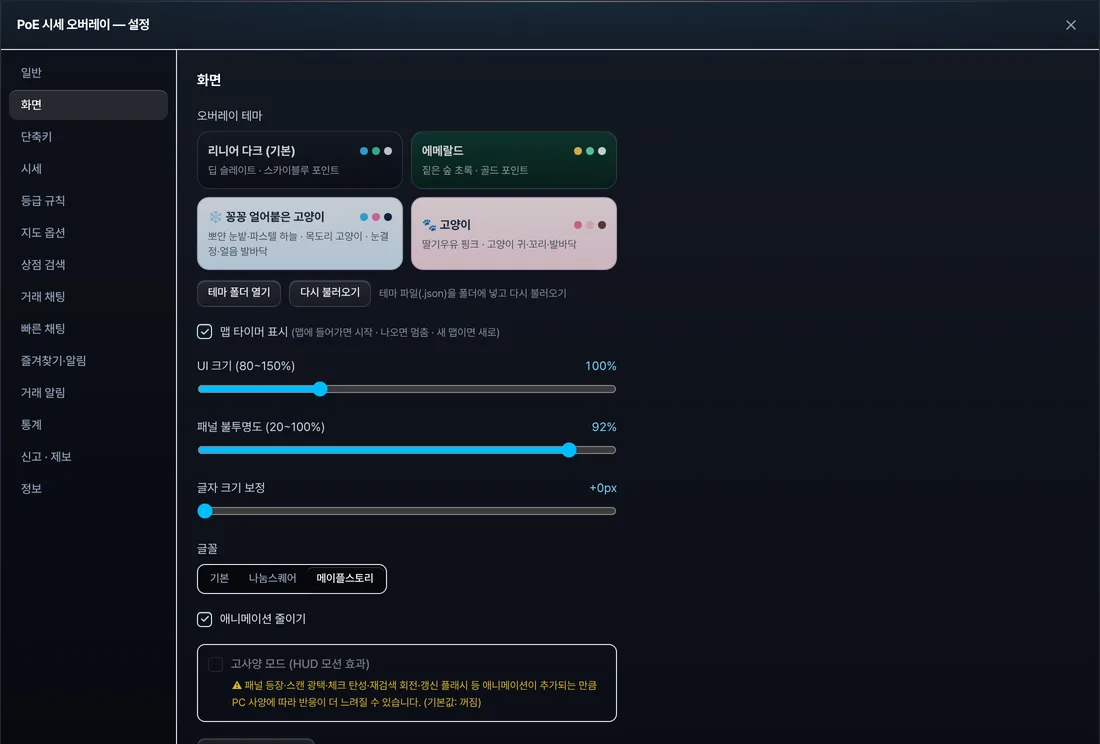 PoE 시세 오버레이 — 설정
일반
화면
단축키
시세
등급 규칙
지도 옵션
상점 검색
거래 채팅
빠른 채팅
즐겨찾기·알림
거래 알림
통계
신고 · 제보
정보
화면
오버레이 테마
리니어 다크 (기본)
딥 슬레이트 · 스카이블루 포인트
에메랄드
짙은 숲 초록 · 골드 포인트
꽁꽁 얼어붙은 고양이
뽀얀 눈밭·파스텔 하늘 · 목도리 고양이 · 눈결
정·얼음 발바닥
고양이
딸기우유 핑크 · 고양이 귀·꼬리·발바닥
테마 폴더 열기
다시 불러오기
테마 파일(.json)을 폴더에 넣고 다시 불러오기
맵 타이머 표시 (맵에 들어가면 시작 · 나오면 멈춤 · 새 맵이면 새로)
UI 크기 (80~150%)
100%
패널 불투명도 (20~100%)
92%
글자 크기 보정
+0px
글꼴
기본
나눔스퀘어
메이플스토리
애니메이션 줄이기
고사양 모드 (HUD 모션 효과)
⚠ 패널 등장·스캔 광택·체크 탄성·재검색 회전·갱신 플래시 등 애니메이션이 추가되는 만큼
PC 사양에 따라 반응이 더 느려질 수 있습니다. (기본값: 꺼짐)